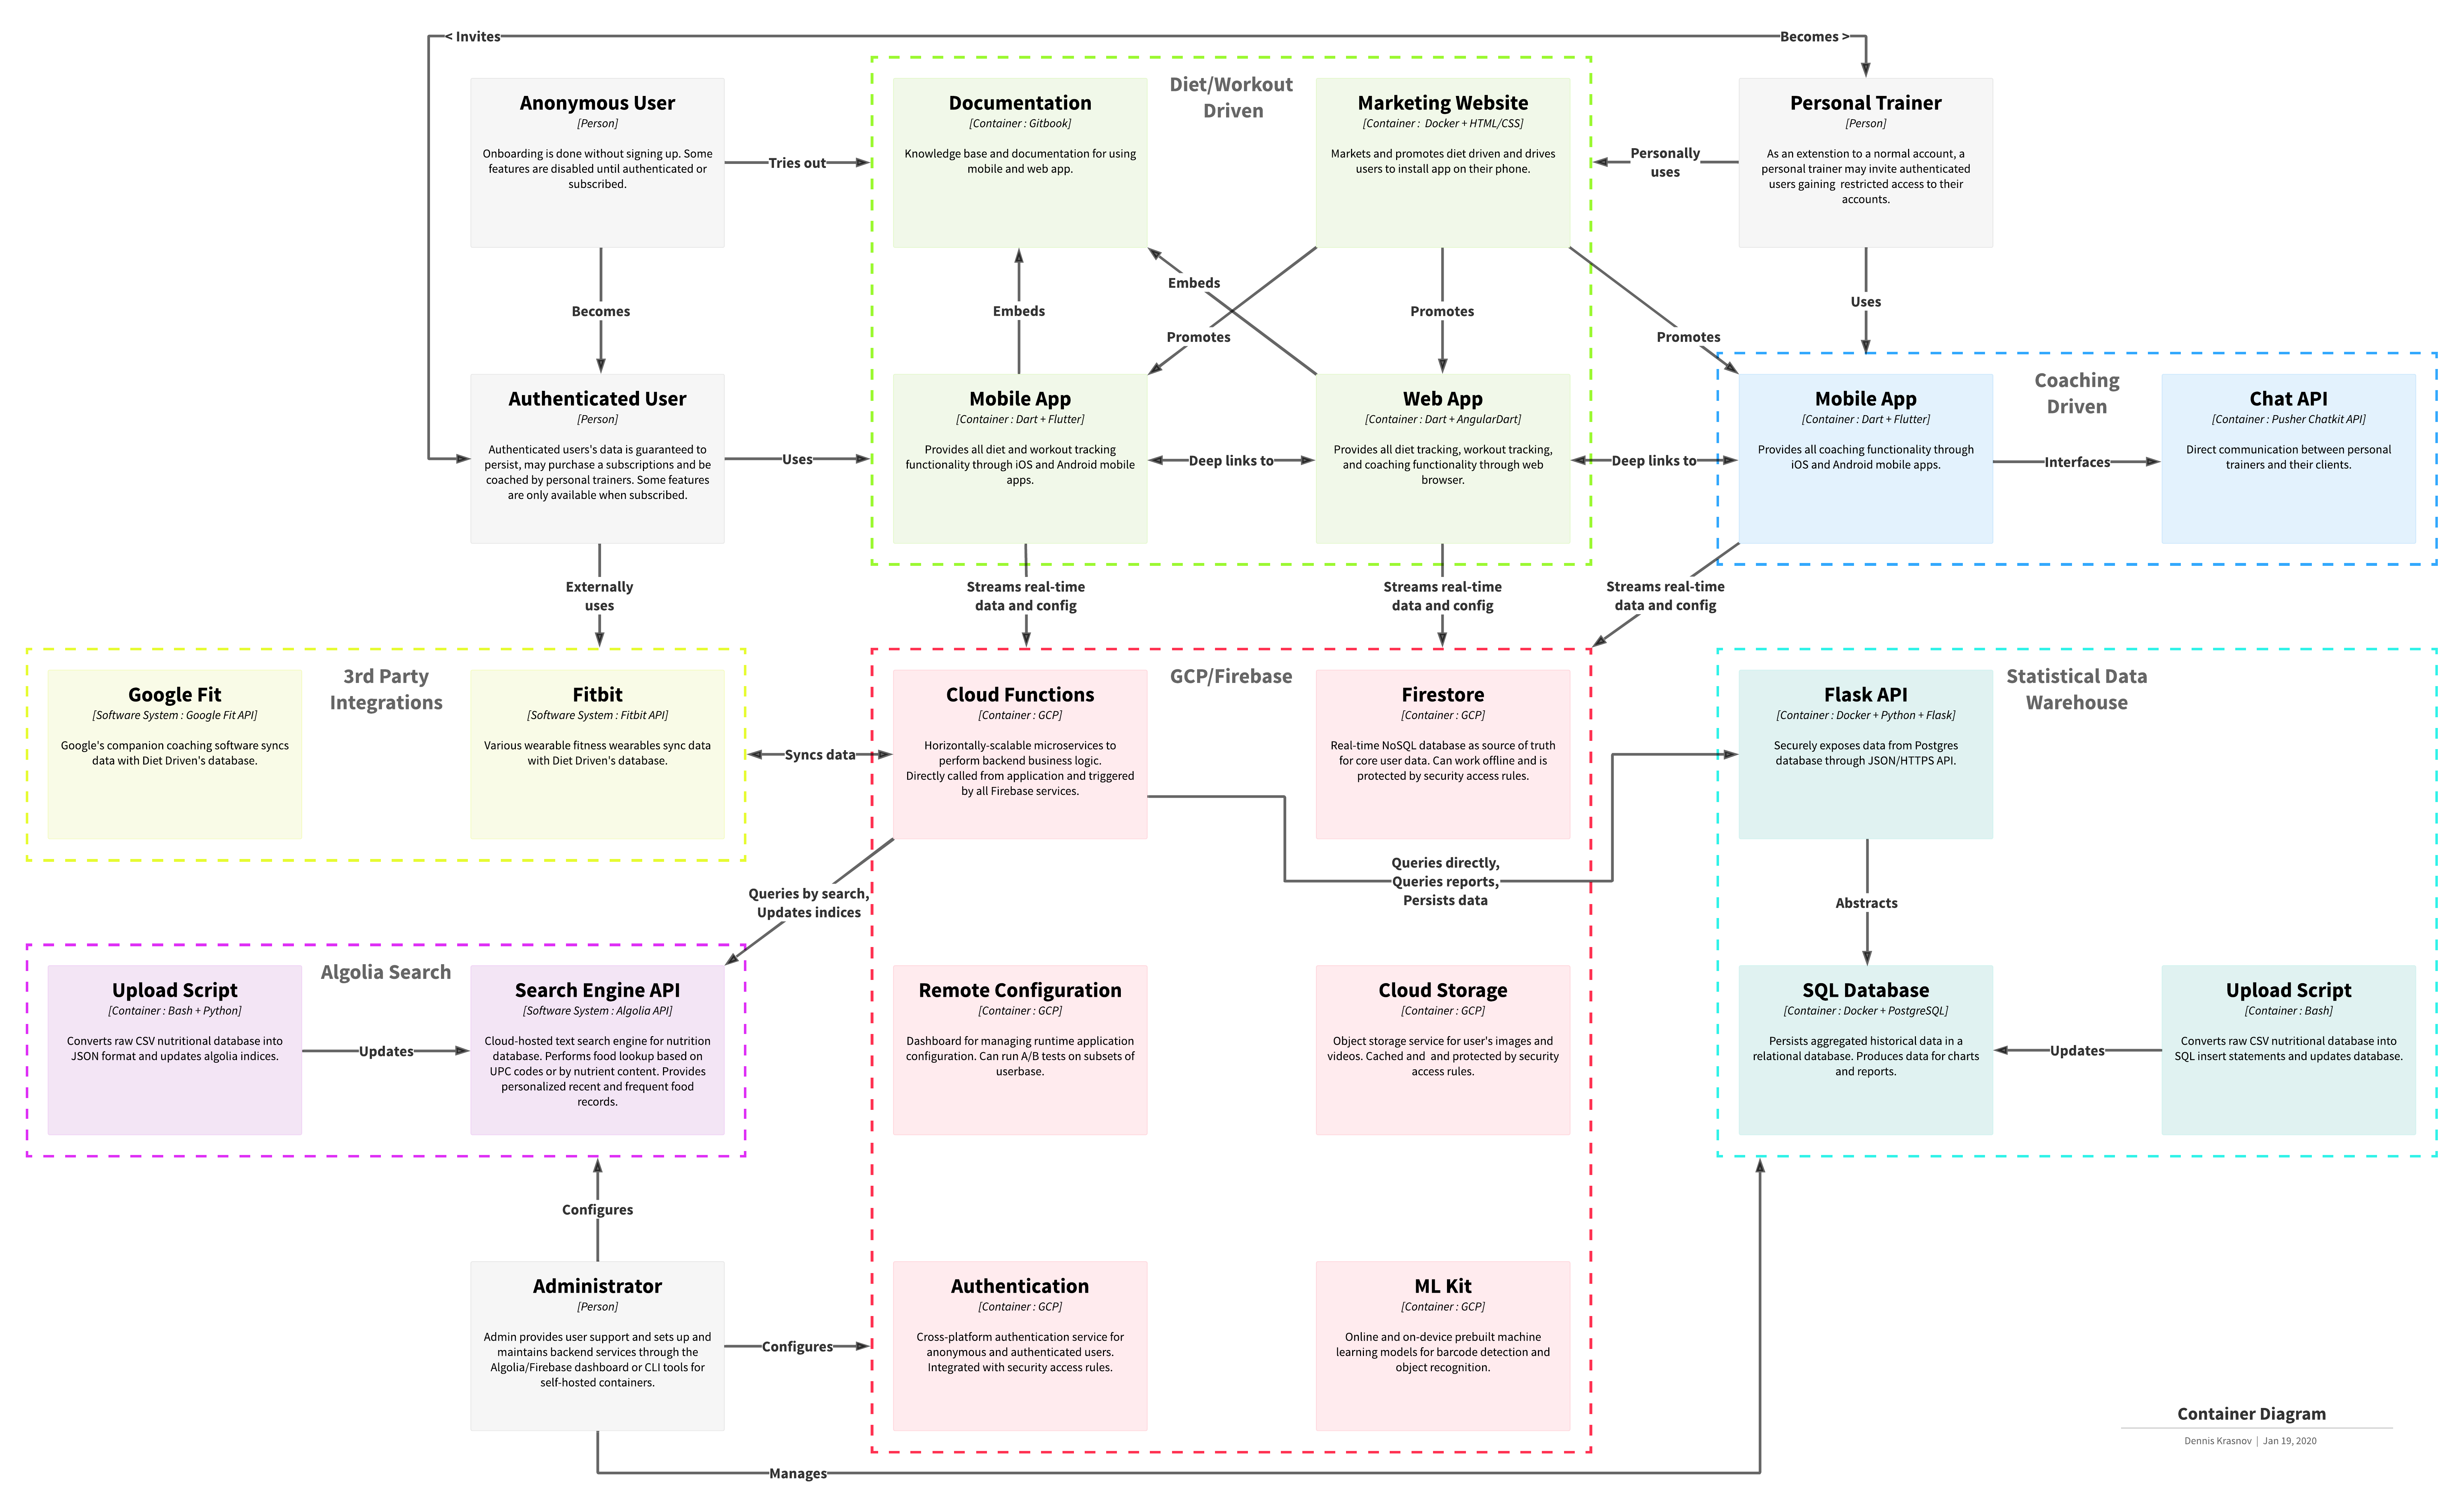 < Invites
Becomes >
Anonymous User
[Person]
Onboarding is done without signing up. Some
features are disabled until authenticated or
subscribed.
Tries out
Diet/Workout
Driven
Documentation
[Container : Gitbook]
Knowledge base and documentation for using
mobile and web app.
Marketing Website
[Container :  Docker + HTML/CSS]
Markets and promotes diet driven and drives
users to install app on their phone.
Personally
uses
Personal Trainer
[Person]
As an extenstion to a normal account, a
personal trainer may invite authenticated
users gaining  restricted access to their
accounts.
Becomes
Embeds
Embeds
Promotes
Promotes
Promotes
Uses
Authenticated User
[Person]
Authenticated users's data is guaranteed to
persist, may purchase a subscriptions and be
coached by personal trainers. Some features
are only available when subscribed.
Uses
Mobile App
[Container : Dart + Flutter]
Provides all diet and workout tracking
functionality through iOS and Android mobile
apps.
Deep links to
Web App
[Container : Dart + AngularDart]
Provides all diet tracking, workout tracking,
and coaching functionality through web
browser.
Deep links to
Coaching
Driven
Mobile App
[Container : Dart + Flutter]
Provides all coaching functionality through
iOS and Android mobile apps.
Interfaces
Chat API
[Container : Pusher Chatkit API]
Direct communication between personal
trainers and their clients.
Externally
uses
Streams real-time
data and config
Streams real-time
data and config
Streams real-time
data and config
3rd Party
Integrations
Google Fit
[Software System : Google Fit API]
Google's companion coaching software syncs
data with Diet Driven's database.
Fitbit
[Software System : Fitbit API]
Various wearable fitness wearables sync data
with Diet Driven's database.
Syncs data
GCP/Firebase
Cloud Functions
[Container : GCP]
Horizontally-scalable microservices to
perform backend business logic.
Directly called from application and triggered
by all Firebase services.
Firestore
[Container : GCP]
Real-time NoSQL database as source of truth
for core user data. Can work offline and is
protected by security access rules.
Statistical Data
Warehouse
Flask API
[Container : Docker + Python + Flask]
Securely exposes data from Postgres
database through JSON/HTTPS API.
Queries by search,
Updates indices
Queries directly,
Queries reports,
Persists data
Abstracts
Algolia Search
Upload Script
[Container : Bash + Python]
Converts raw CSV nutritional database into
JSON format and updates algolia indices.
Updates
Search Engine API
[Software System : Algolia API]
Cloud-hosted text search engine for nutrition
database. Performs food lookup based on
UPC codes or by nutrient content. Provides
personalized recent and frequent food
records.
Remote Configuration
[Container : GCP]
Dashboard for managing runtime application
configuration. Can run A/B tests on subsets of
userbase.
Cloud Storage
[Container : GCP]
Object storage service for user's images and
videos. Cached and  and protected by security
access rules.
SQL Database
[Container : Docker + PostgreSQL]
Persists aggregated historical data in a
relational database. Produces data for charts
and reports.
Updates
Upload Script
[Container : Bash]
Converts raw CSV nutritional database into
SQL insert statements and updates database.
Configures
Administrator
[Person]
Admin provides user support and sets up and
maintains backend services through the
Algolia/Firebase dashboard or CLI tools for
self-hosted containers.
Configures
Authentication
[Container : GCP]
Cross-platform authentication service for
anonymous and authenticated users.
Integrated with security access rules.
ML Kit
[Container : GCP]
Online and on-device prebuilt machine
learning models for barcode detection and
object recognition.
Manages
Container Diagram
Dennis Krasnov | Jan 19, 2020